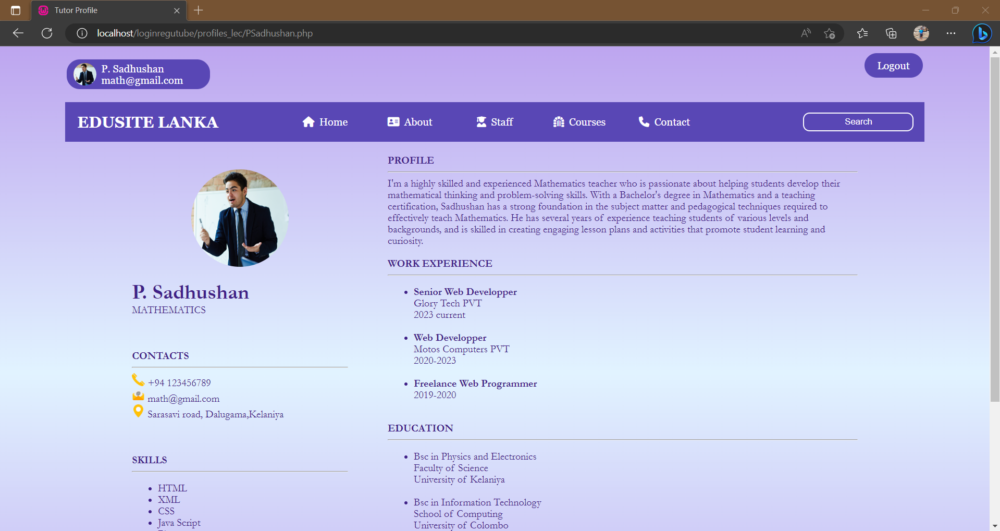 Tutor Profile
localhost/loginregutube/profiles_lec/PSadhushan.php
P. Sadhushan
math@gmail.com
Logout
EDUSITE LANKA
Home
About
Staff
Courses
Contact
Search
P. Sadhushan
MATHEMATICS
CONTACTS
+94 123456789
math@gmail.com
Sarasavi road, Dalugama,Kelaniya
SKILLS
HTML
XML
CSS
Java Script
PROFILE
I'm a highly skilled and experienced Mathematics teacher who is passionate about helping students develop their
mathematical thinking and problem-solving skills. With a Bachelor's degree in Mathematics and a teaching
certification, Sadhushan has a strong foundation in the subject matter and pedagogical techniques required to
effectively teach Mathematics. He has several years of experience teaching students of various levels and
backgrounds, and is skilled in creating engaging lesson plans and activities that promote student learning and
curiosity.
WORK EXPERIENCE
Senior Web Developper
Glory Tech PVT
2023 current
Web Developper
Motos Computers PVT
2020-2023
Freelance Web Programmer
2019-2020
EDUCATION
Bsc in Physics and Electronics
Faculty of Science
University of Kelaniya
Bsc in Information Technology
School of Computing
University of Colombo